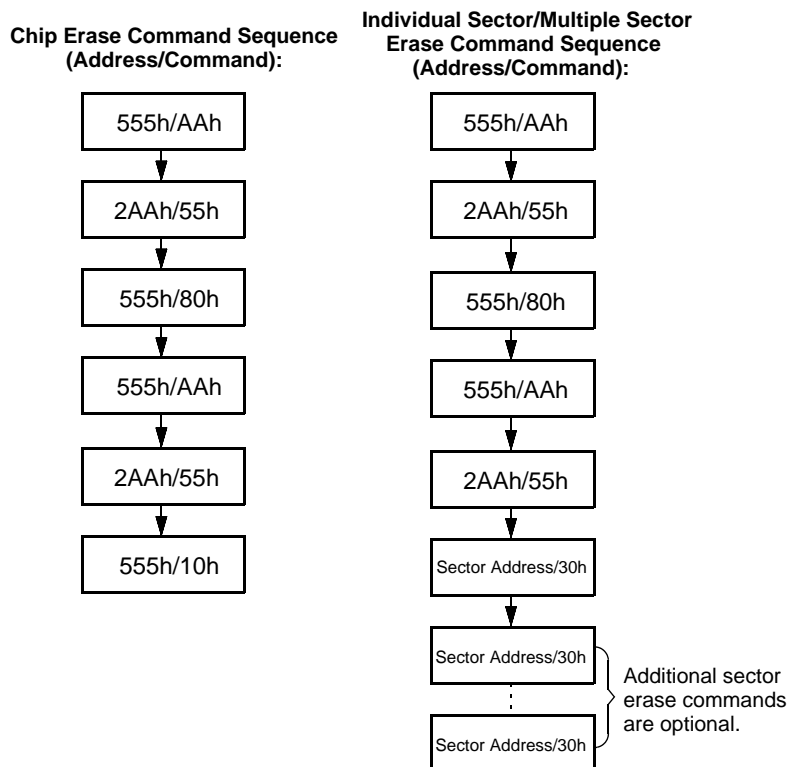 Chip Erase Command Sequence
(Address/Command):
555h/AAh
2AAh/55h
555h/80h
555h/AAh
2AAh/55h
555h/10h
Individual Sector/Multiple Sector
Erase Command Sequence
(Address/Command):
555h/AAh
2AAh/55h
555h/80h
555h/AAh
2AAh/55h
Sector Address/30h
Sector Address/30h
Sector Address/30h
Additional sector
erase commands
are optional.